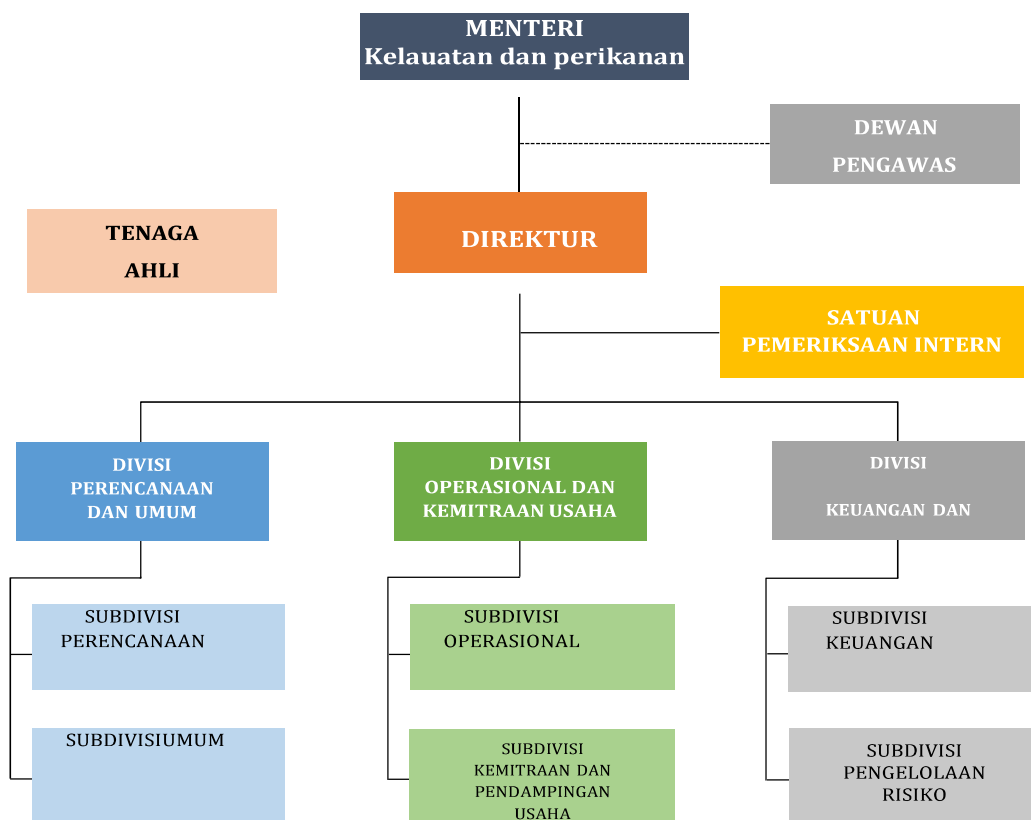 MENTERI
Kelauatan dan perikanan
DEWAN
PENGAWAS
TENAGA
AHLI
DIREKTUR
SATUAN
PEMERIKSAAN INTERN
DIVISI
PERENCANAAN
DAN UMUM
DIVISI
OPERASIONAL DAN
KEMITRAAN USAHA
DIVISI
KEUANGAN DAN
SUBDIVISI
PERENCANAAN
SUBDIVISI
OPERASIONAL
SUBDIVISI
KEUANGAN
SUBDIVISIUMUM
SUBDIVISI
KEMITRAAN DAN
PENDAMPINGAN
USAHA
SUBDIVISI
PENGELOLAAN
RISIKO